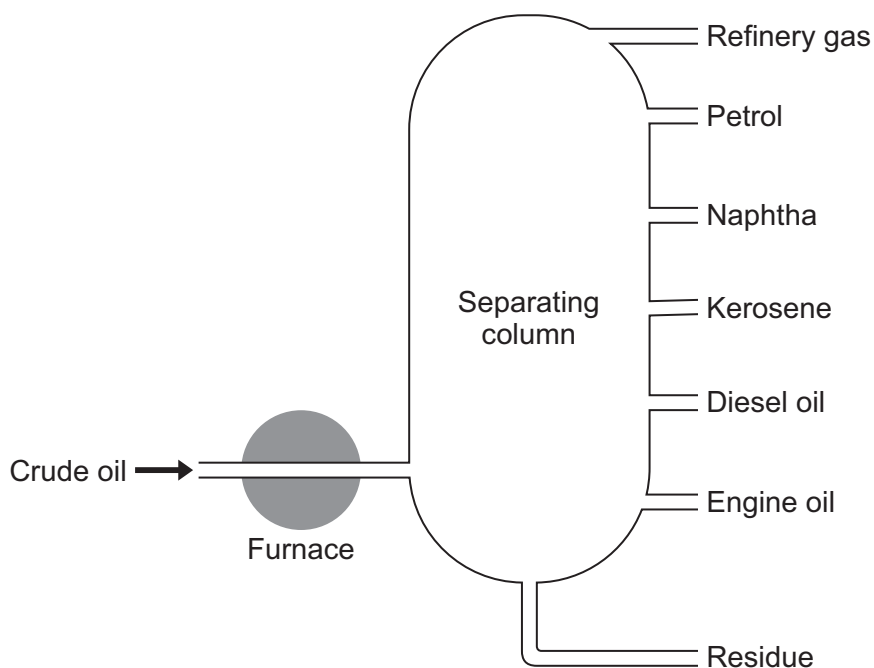 Refinery gas
Petrol
Naphtha
Separating
column
Kerosene
Diesel oil
Crude oil
Engine oil
Furnace
Residue